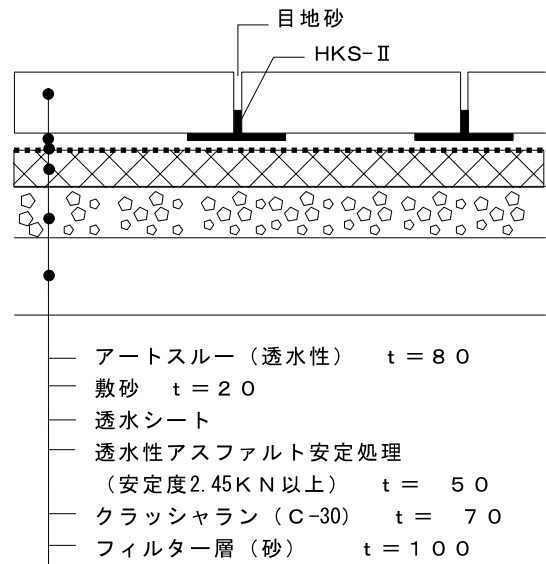 目地砂
HKS-Ⅱ
アートスルー（透水性）　ｔ＝８０
敷砂　ｔ＝２０
透水シート
透水性アスファルト安定処理
（安定度2.45ＫＮ以上）　ｔ＝　５０
クラッシャラン（Ｃ-30）　ｔ＝　７０
フィルター層（砂）　　ｔ＝１００